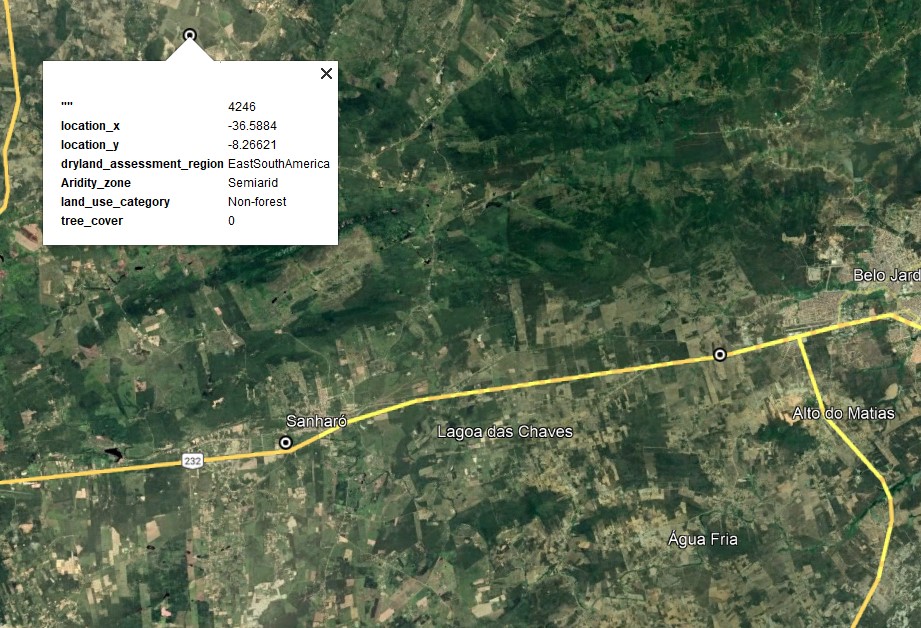 "" 4246
location_x -36.5884
location_y -8.26621
dryland_assessment_region EastSouthAmerica
Aridity_zone Semiarid
land_use_category Non-forest
tree_cover 0
Belo Jard
Alto do Matias
Sanharó
Lagoa das Chaves
232
Água Fria